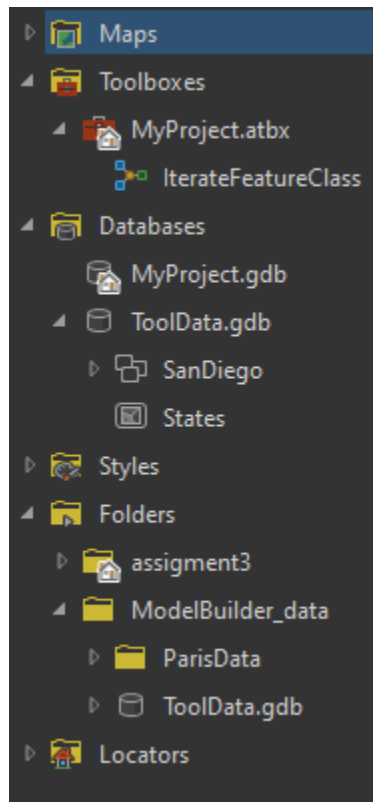 Maps
Toolboxes
MyProject.atbx
IterateFeatureClass
Databases
MyProject.gdb
ToolData.gdb
SanDiego
States
Styles
Folders
assigment3
ModelBuilder_data
ParisData
ToolData.gdb
Locators